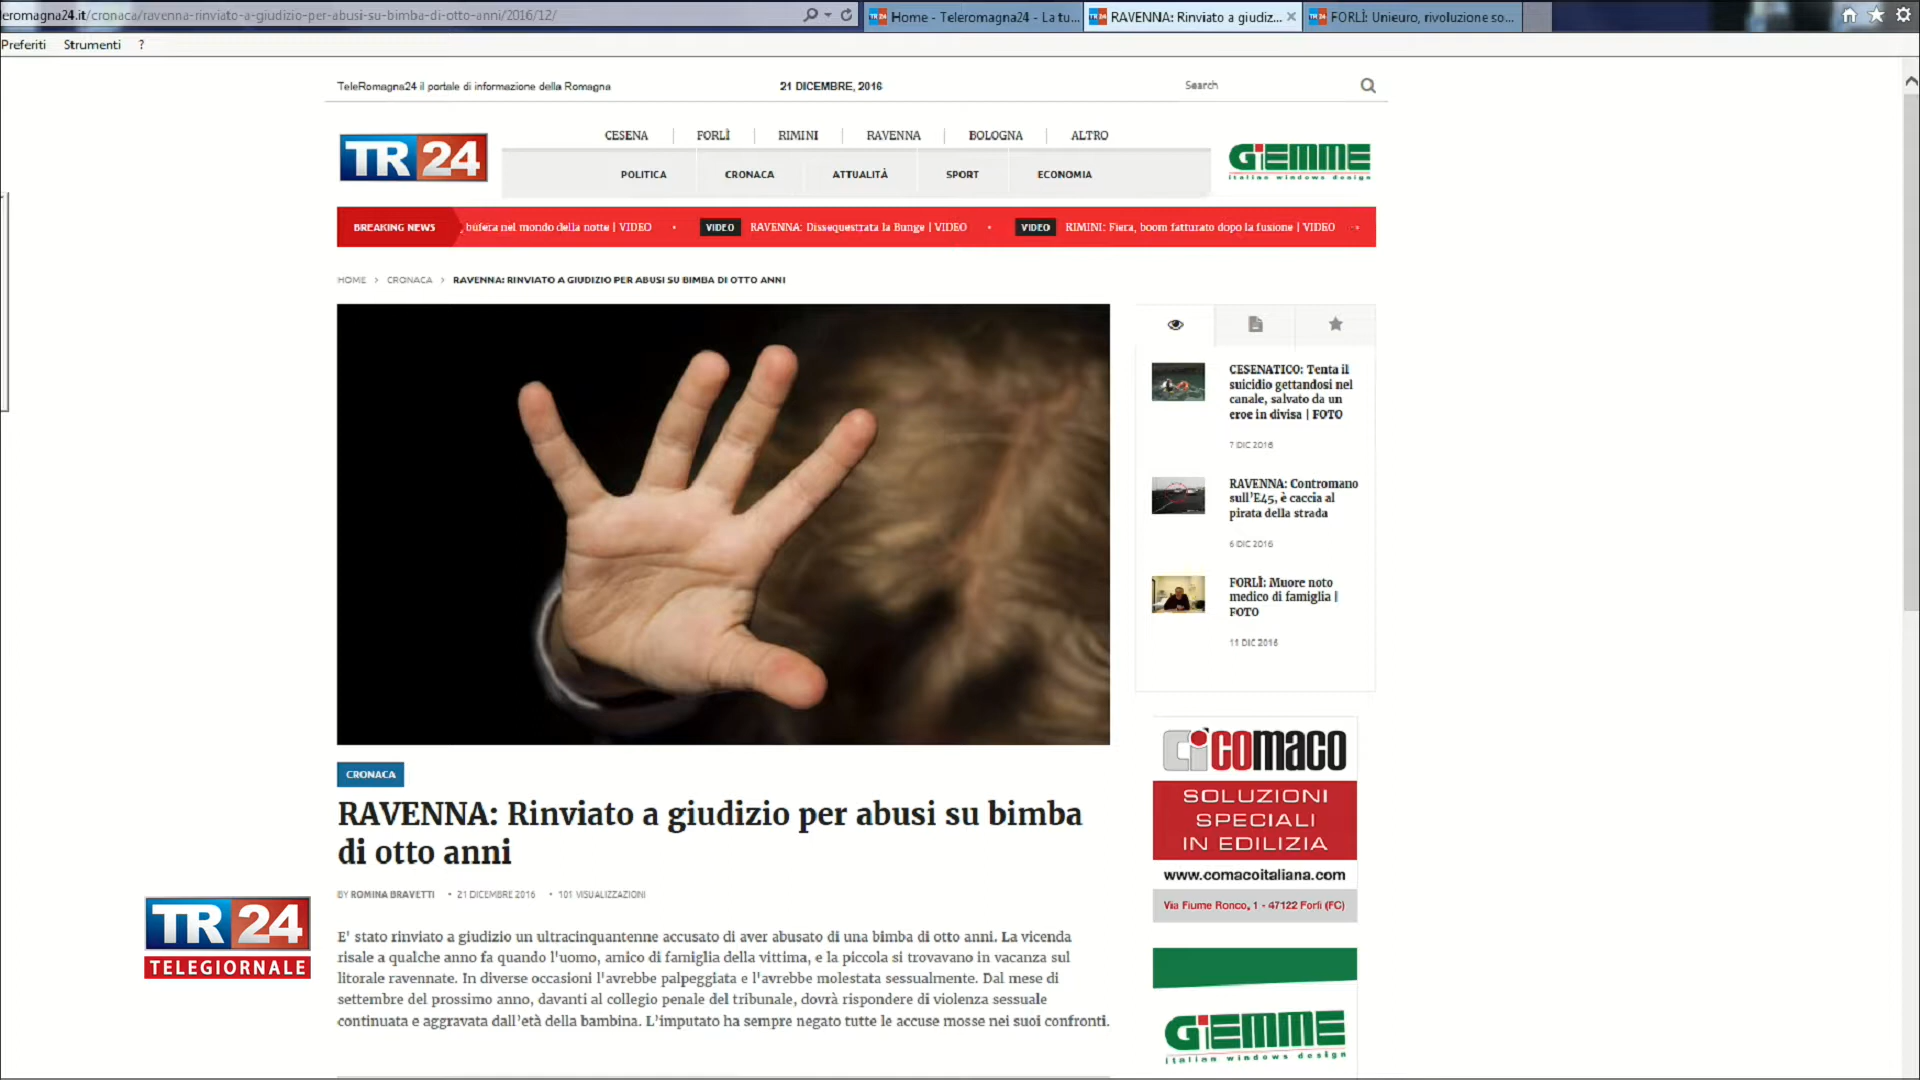 eromagna24.it/cronaca/ravenna-rinviato-a-giudizio-per-abusi-su-bimba-di-otto-anni/2016/12/
Home - Teleromagna24 - La tu...
RAVENNA: Rinviato a giudiz...
FORLÌ: Unieuro, rivoluzione so...
Preferiti Strumenti ?
TeleRomagna24 il portale di informazione della Romagna
21 DICEMBRE, 2016
Search
CESENA FORLÌ RIMINI RAVENNA BOLOGNA ALTRO
TR 24
POLITICA CRONACA ATTUALITÀ SPORT ECONOMIA
GIEMME
italian windows design
BREAKING NEWS bufera nel mondo della notte | VIDEO • VIDEO RAVENNA: Dissequestrata la Bunge | VIDEO • VIDEO RIMINI: Fiera, boom fatturato dopo la fusione | VIDEO
HOME > CRONACA > RAVENNA: RINVIATO A GIUDIZIO PER ABUSI SU BIMBA DI OTTO ANNI
CESENATICO: Tenta il
suicidio gettandosi nel
canale, salvato da un
eroe in divisa | FOTO
7 DIC 2016
RAVENNA: Contromano
sull'E45, è caccia al
pirata della strada
6 DIC 2016
FORLÌ: Muore noto
medico di famiglia |
FOTO
11 DIC 2016
CRONACA
RAVENNA: Rinviato a giudizio per abusi su bimba
di otto anni
BY ROMINA BRAVETTI • 21 DICEMBRE 2016 • 101 VISUALIZZAZIONI
E' stato rinviato a giudizio un ultracinquantenne accusato di aver abusato di una bimba di otto anni. La vicenda
risale a qualche anno fa quando l'uomo, amico di famiglia della vittima, e la piccola si trovavano in vacanza sul
litorale ravennate. In diverse occasioni l'avrebbe palpeggiata e l'avrebbe molestata sessualmente. Dal mese di
settembre del prossimo anno, davanti al collegio penale del tribunale, dovrà rispondere di violenza sessuale
continuata e aggravata dall'età della bambina. L'imputato ha sempre negato tutte le accuse mosse nei suoi confronti.
TR 24
TELEGIORNALE
CiCOMACO
SOLUZIONI
SPECIALI
IN EDILIZIA
www.comacoitaliana.com
Via Fiume Ronco, 1 - 47122 Forlì (FC)
GIEMME
italian windows design